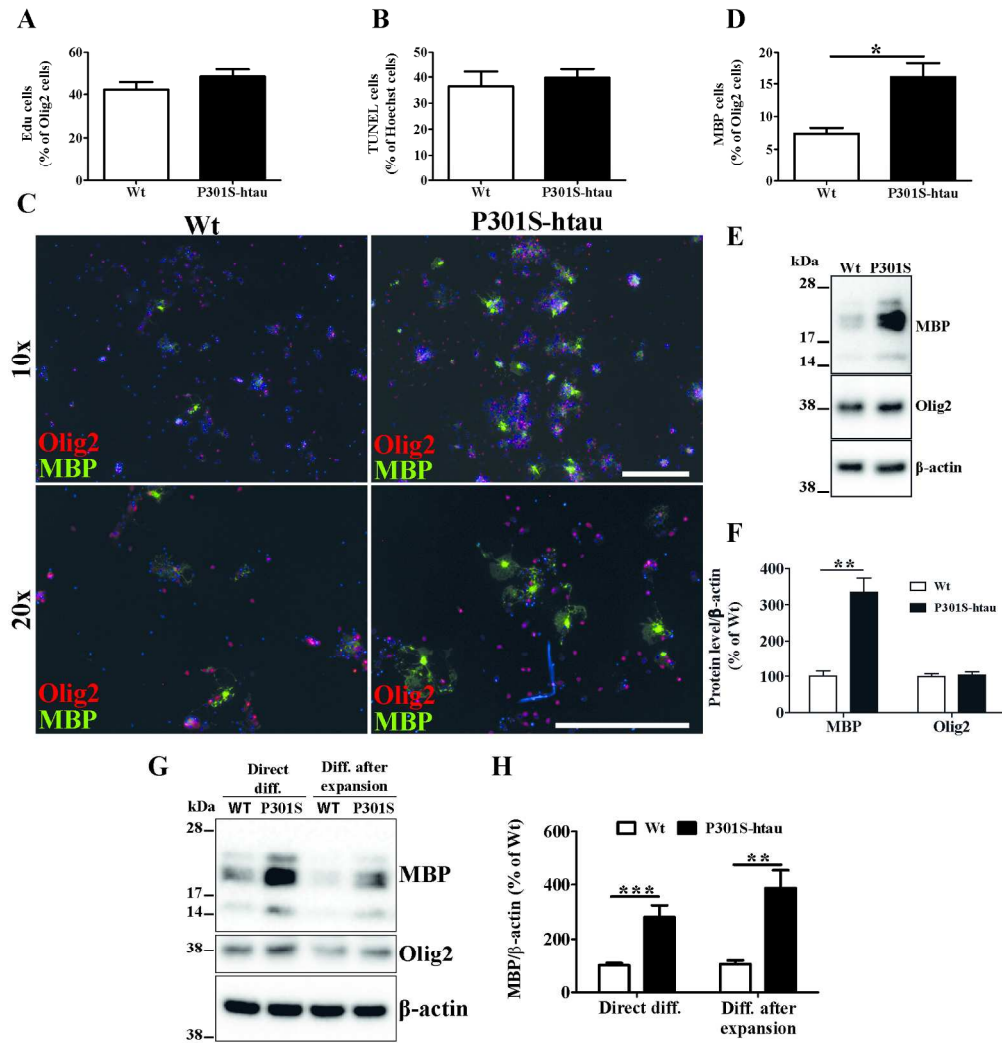 A
Edu cells
(% of Olig2 cells)
60
40
20
0
Wt
P301S-htau
B
TUNEL cells
(% of Hoechst cells)
50
40
30
20
10
0
Wt
P301S-htau
D
MBP cells
(% of Olig2 cells)
20
15
10
5
0
*
Wt
P301S-htau
C
Wt
P301S-htau
10x
Olig2
MBP
Olig2
MBP
20x
Olig2
MBP
Olig2
MBP
E
kDa
Wt P301S
28
17
14
MBP
38
Olig2
38
β-actin
F
Protein level/β-actin
(% of Wt)
400
300
200
100
0
**
Wt
P301S-htau
MBP
Olig2
G
Direct
diff.
Diff. after
expansion
kDa
WT P301S WT P301S
28
17
14
MBP
38
Olig2
38
β-actin
H
MBP/β-actin (% of Wt)
600
400
200
0
Wt
P301S-htau
***
**
Direct diff.
Diff. after
expansion